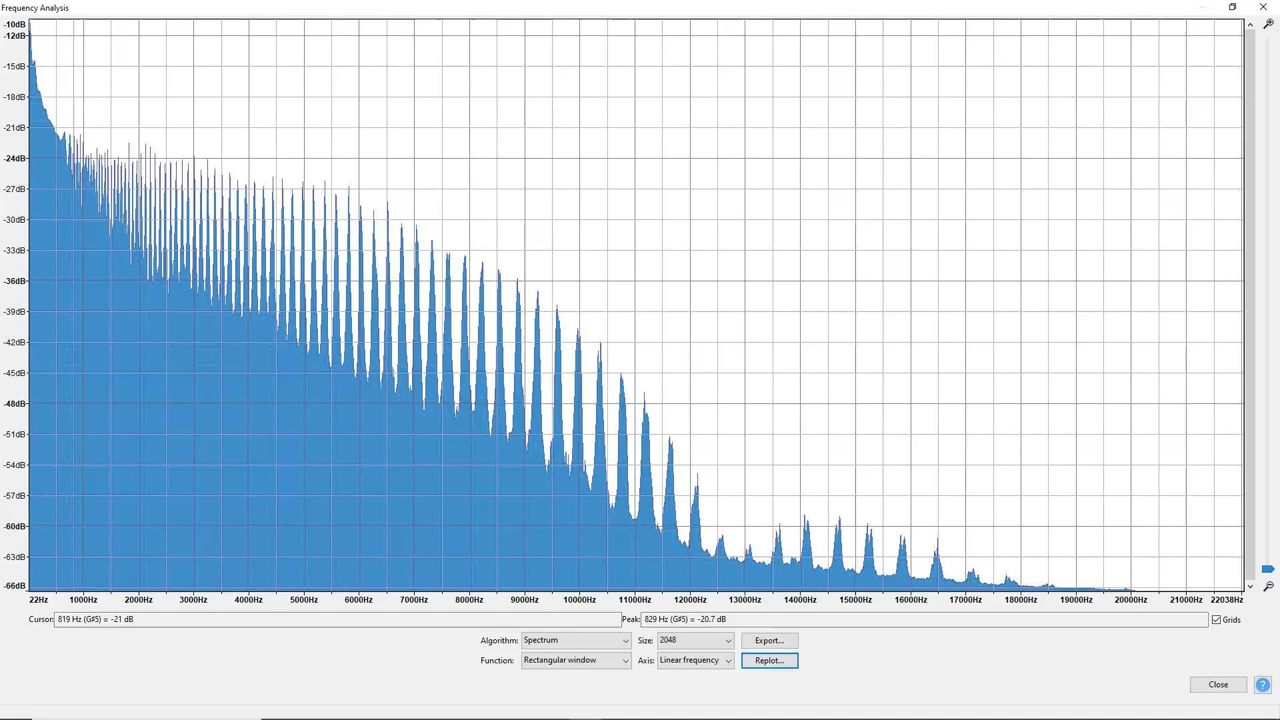 Frequency Analysis
-10dB
-12dB
-15dB
-18dB
-21dB
-24dB
-27dB
-30dB
-33dB
-36dB
-39dB
-42dB
-45dB
-48dB
-51dB
-54dB
-57dB
-60dB
-63dB
-66dB
22Hz 1000Hz 2000Hz 3000Hz 4000Hz 5000Hz 6000Hz 7000Hz 8000Hz 9000Hz 10000Hz 11000Hz 12000Hz 13000Hz 14000Hz 15000Hz 16000Hz 17000Hz 18000Hz 19000Hz 20000Hz 21000Hz 22038Hz
Cursor: 819 Hz (G#5) = -21 dB Peak: 829 Hz (G#5) = -20.7 dB Grids
Algorithm: Spectrum Size: 2048 Export...
Function: Rectangular window Axis: Linear frequency Replot...
Close ?